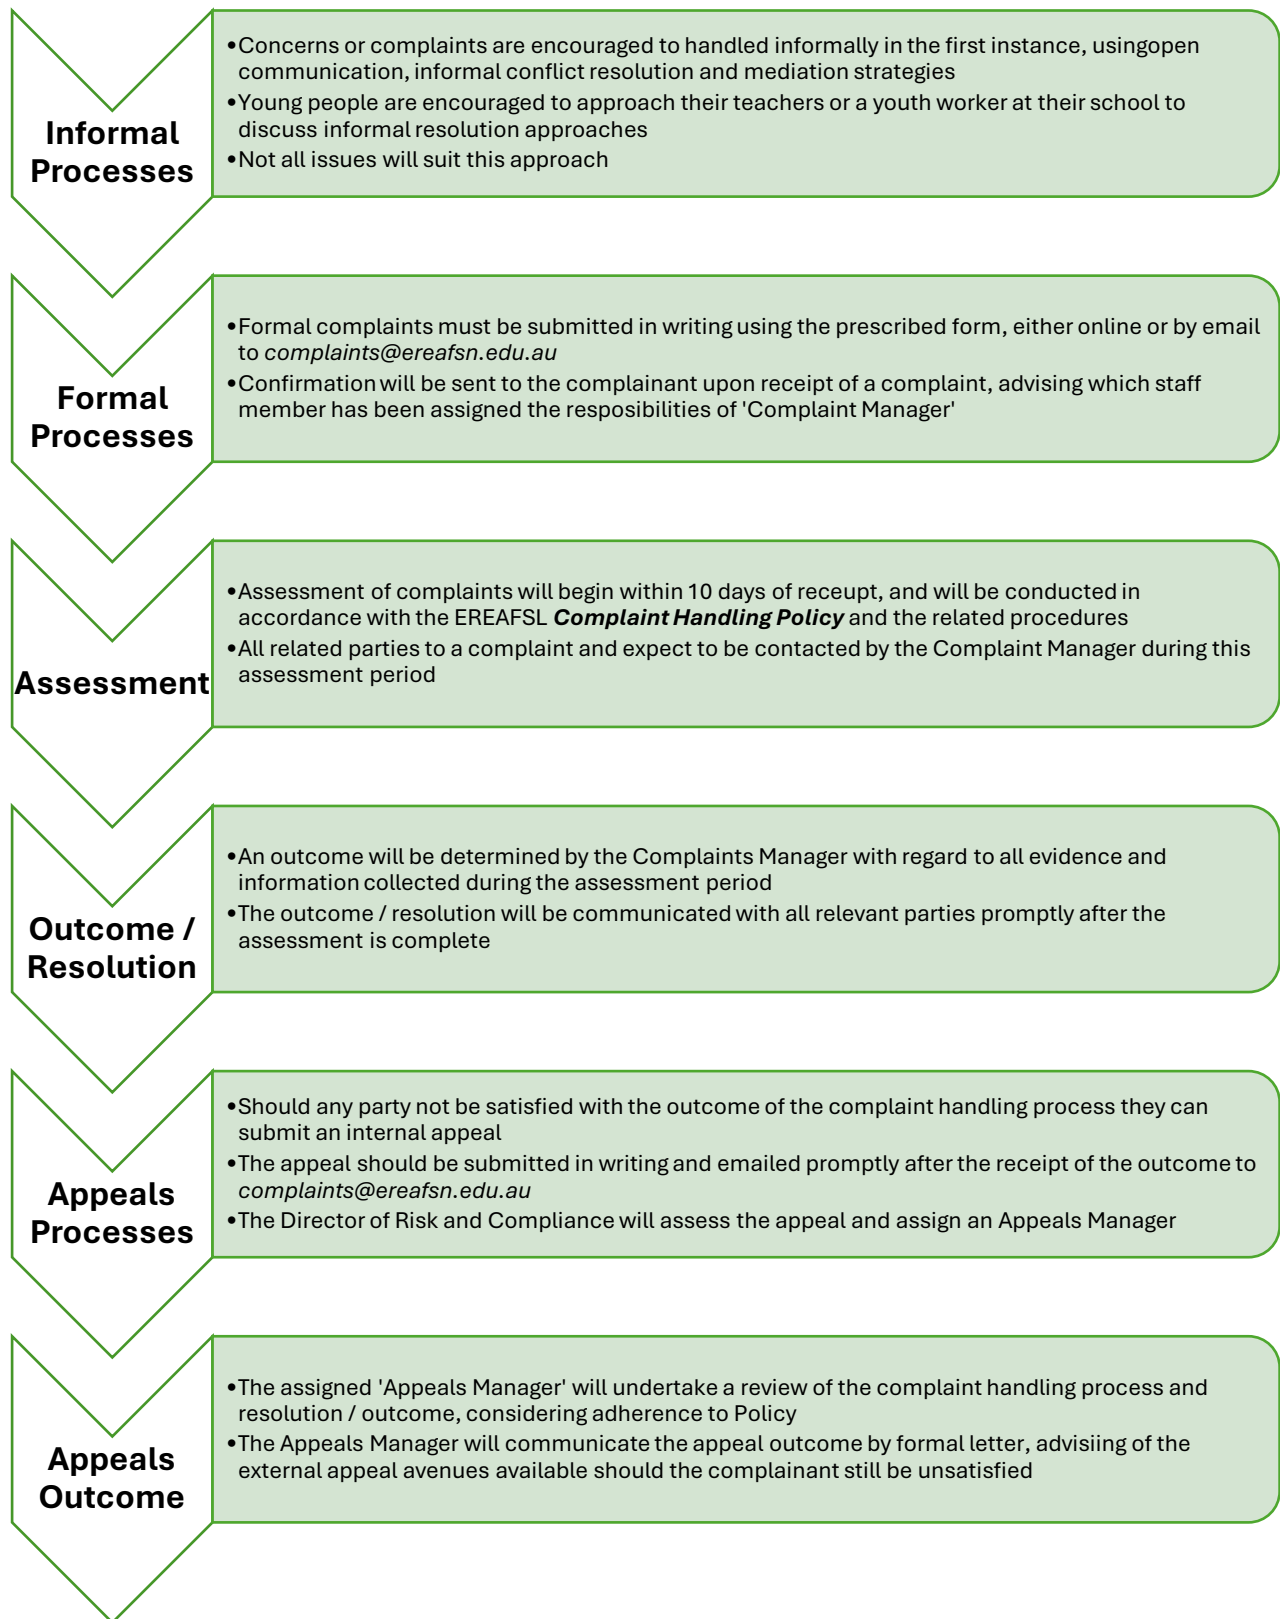 Informal
Processes
•Concerns or complaints are encouraged to handled informally in the first instance, usingopen
communication, informal conflict resolution and mediation strategies
•Young people are encouraged to approach their teachers or a youth worker at their school to
discuss informal resolution approaches
•Not all issues will suit this approach
Formal
Processes
•Formal complaints must be submitted in writing using the prescribed form, either online or by email
to complaints@ereafsn.edu.au
•Confirmation will be sent to the complainant upon receipt of a complaint, advising which staff
member has been assigned the resposibilities of 'Complaint Manager'
Assessment
•Assessment of complaints will begin within 10 days of receupt, and will be conducted in
accordance with the EREAFSL Complaint Handling Policy and the related procedures
•All related parties to a complaint and expect to be contacted by the Complaint Manager during this
assessment period
Outcome /
Resolution
•An outcome will be determined by the Complaints Manager with regard to all evidence and
information collected during the assessment period
•The outcome / resolution will be communicated with all relevant parties promptly after the
assessment is complete
Appeals
Processes
•Should any party not be satisfied with the outcome of the complaint handling process they can
submit an internal appeal
•The appeal should be submitted in writing and emailed promptly after the receipt of the outcome to
complaints@ereafsn.edu.au
•The Director of Risk and Compliance will assess the appeal and assign an Appeals Manager
Appeals
Outcome
•The assigned 'Appeals Manager' will undertake a review of the complaint handling process and
resolution / outcome, considering adherence to Policy
•The Appeals Manager will communicate the appeal outcome by formal letter, advisiing of the
external appeal avenues available should the complainant still be unsatisfied